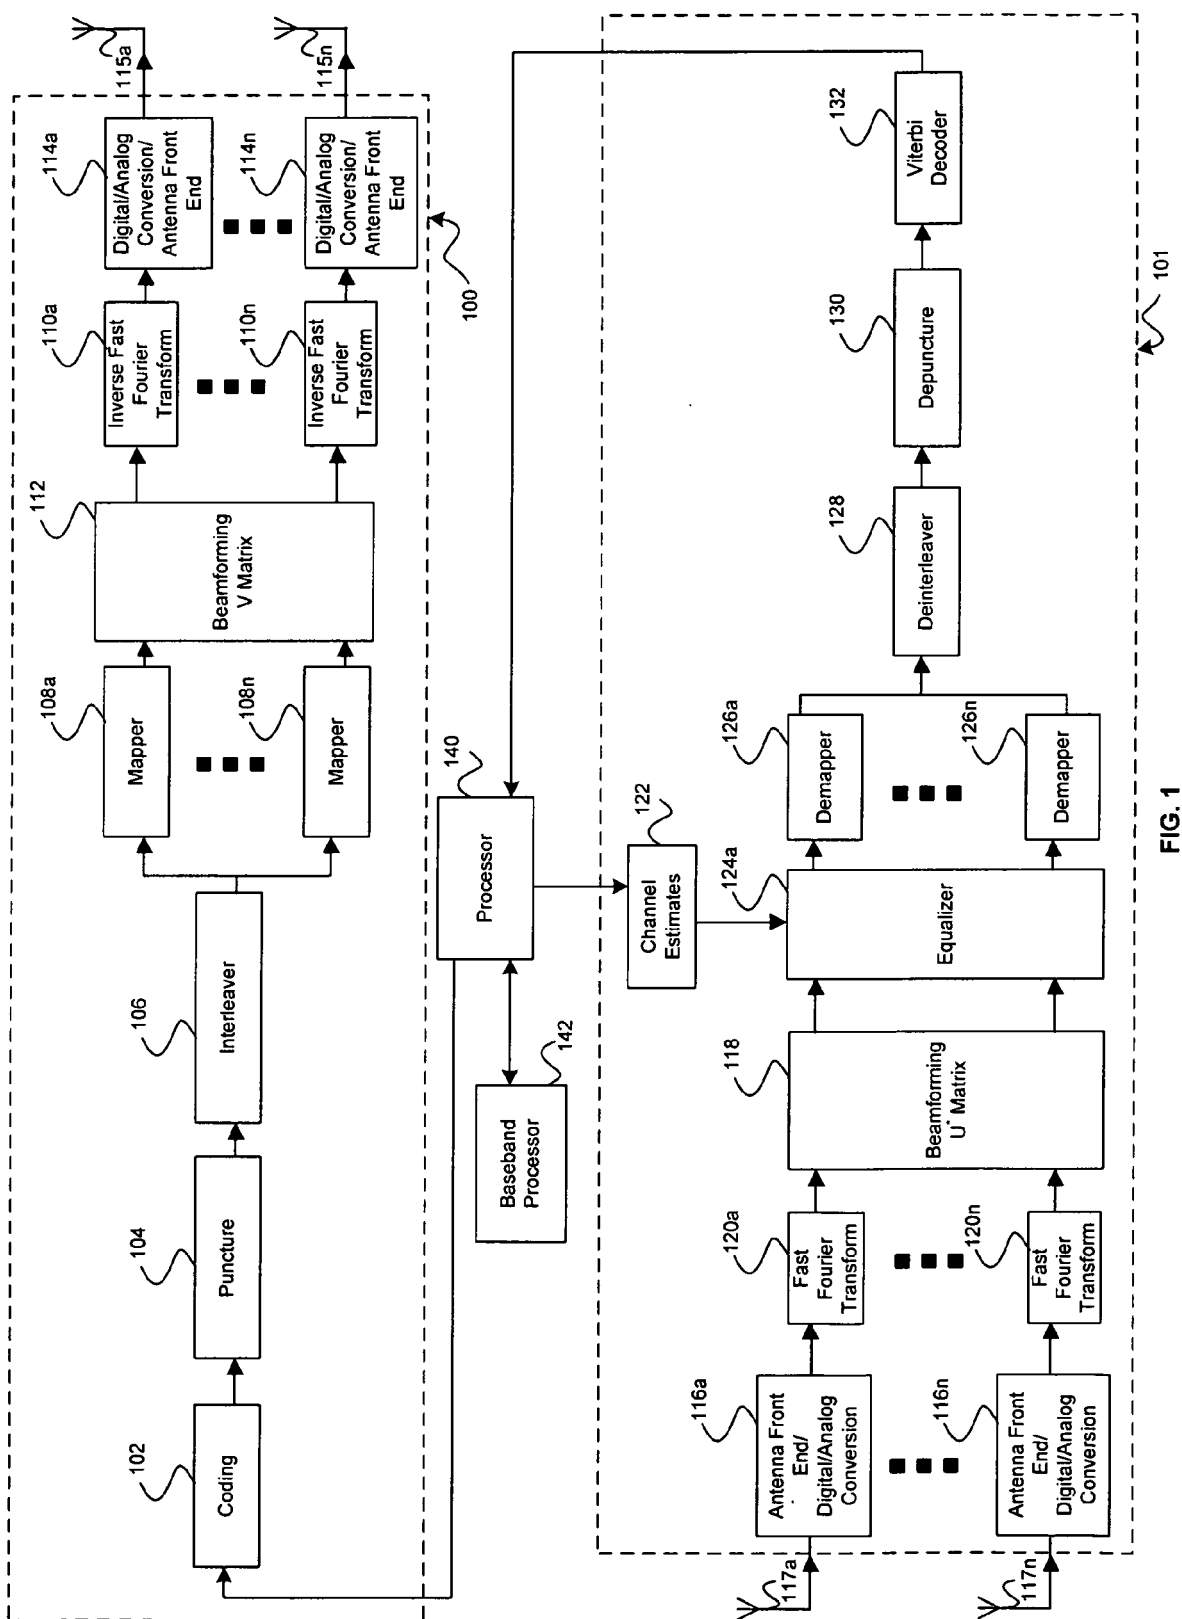 115a
115n
114a
Digital/Analog
Conversion/
Antenna Front
End
114n
Digital/Analog
Conversion/
Antenna Front
End
100
110a
Inverse Fast
Fourier
Transform
110n
Inverse Fast
Fourier
Transform
112
Beamforming
V Matrix
108a
Mapper
108n
Mapper
106
Interleaver
104
Puncture
102
Coding
140
Processor
142
Baseband
Processor
101
132
Viterbi
Decoder
130
Depuncture
128
Deinterleaver
126a
Demapper
126n
Demapper
122
Channel
Estimates
124a
Equalizer
118
Beamforming
U* Matrix
120a
Fast
Fourier
Transform
120n
Fast
Fourier
Transform
116a
Antenna Front
End/
Digital/Analog
Conversion
116n
Antenna Front
End/
Digital/Analog
Conversion
117a
117n
FIG. 1